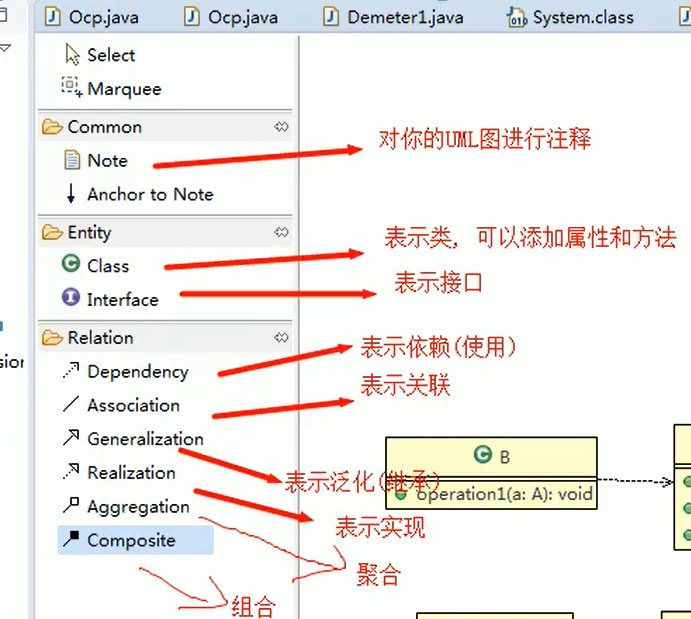 Ocp.java
Ocp.java
Demeter1.java
System.class
Select
Marquee
Common
Note
对你的UML图进行注释
Anchor to Note
Entity
Class
表示类, 可以添加属性和方法
Interface
表示接口
Relation
Dependency
表示依赖(使用)
Association
表示关联
Generalization
表示泛化(继承)
Realization
表示实现
Aggregation
聚合
Composite
组合
B
operation1(a: A): void